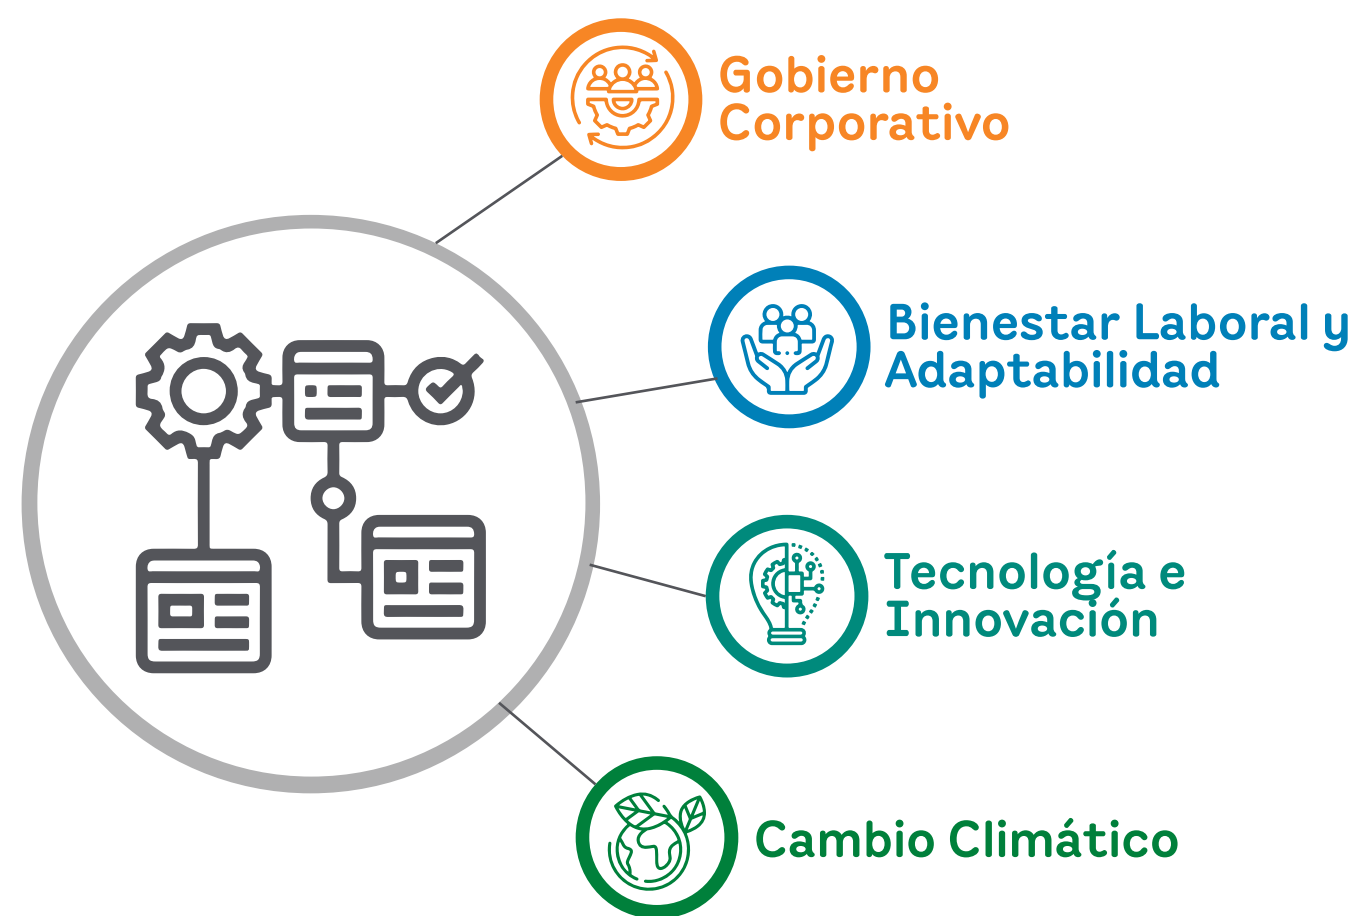 Gobierno
Corporativo
Bienestar Laboral y
Adaptabilidad
Tecnología e
Innovación
Cambio Climático